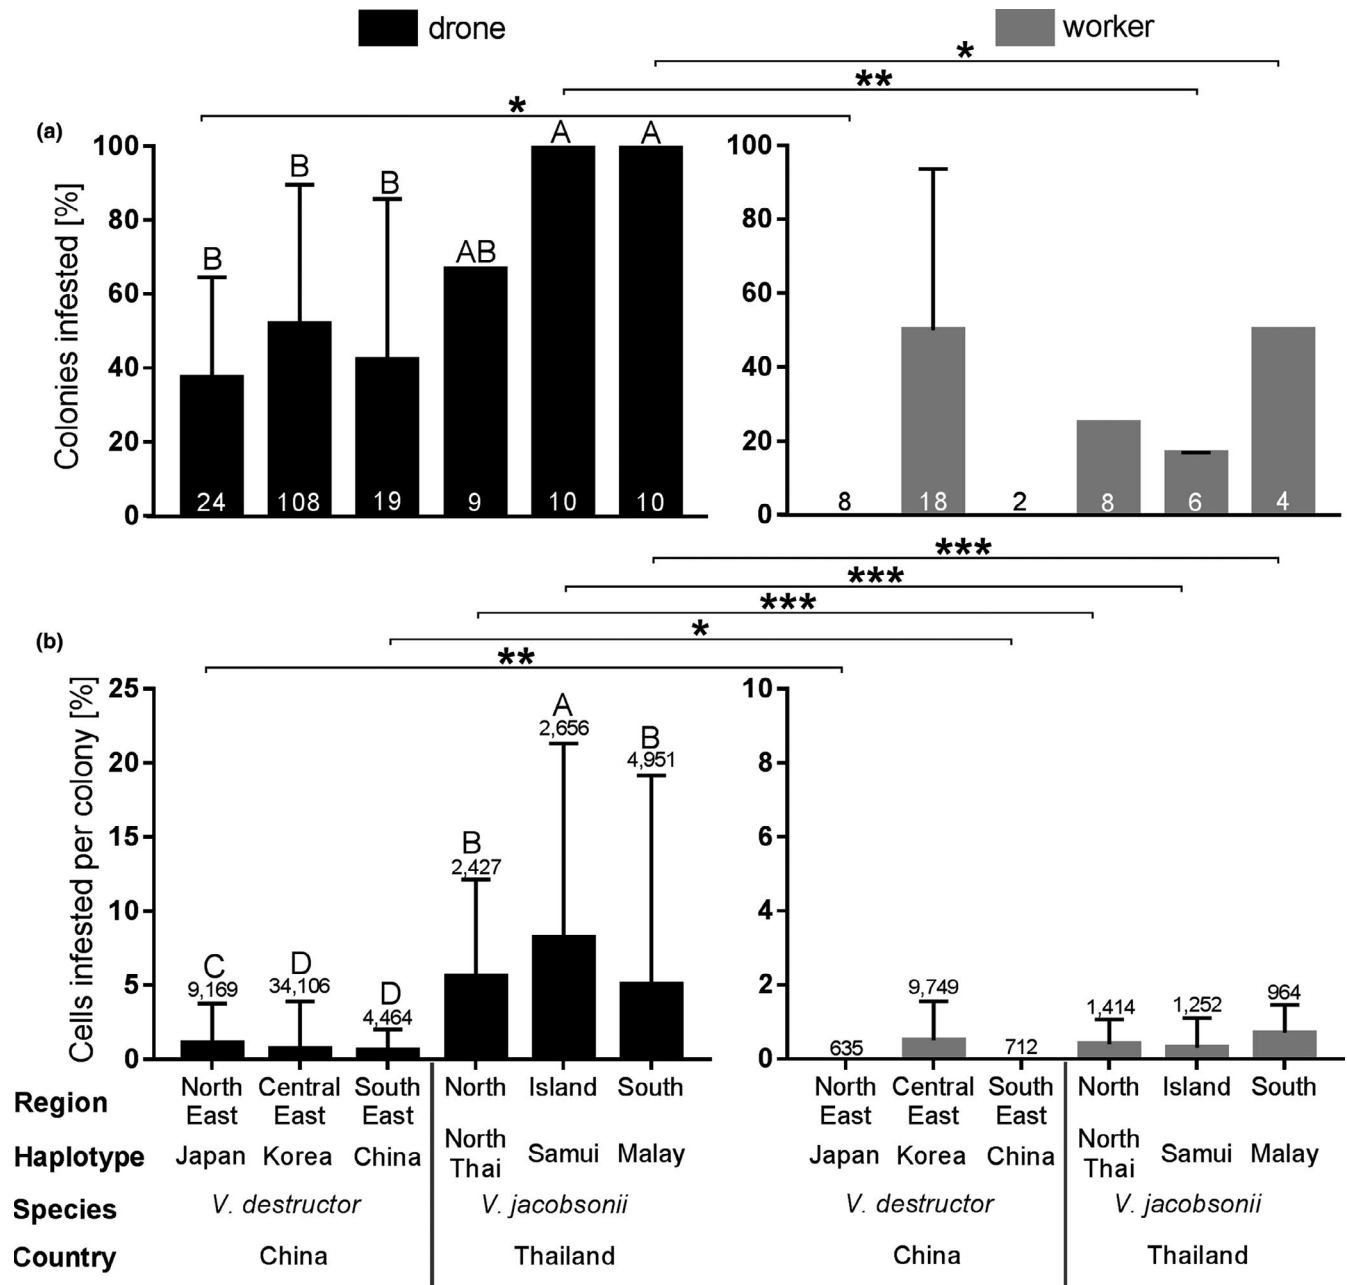 drone
worker
*
**
*
(a)
Colonies infested [%]
100
80
60
40
20
0
B
B
B
AB
A
A
24
108
19
9
10
10
100
80
60
40
20
0
8
18
2
8
6
4
***
***
***
*
**
(b)
Cells infested per colony [%]
25
20
15
10
5
0
C
9,169
D
34,106
D
4,464
B
2,427
A
2,656
B
4,951
10
8
6
4
2
0
635
9,749
712
1,414
1,252
964
Region
North East
Central East
South East
North
Island
South
North East
Central East
South East
North
Island
South
Haplotype
Japan
Korea
China
North Thai
Samui
Malay
Japan
Korea
China
North Thai
Samui
Malay
Species
V. destructor
V. jacobsonii
V. destructor
V. jacobsonii
Country
China
Thailand
China
Thailand